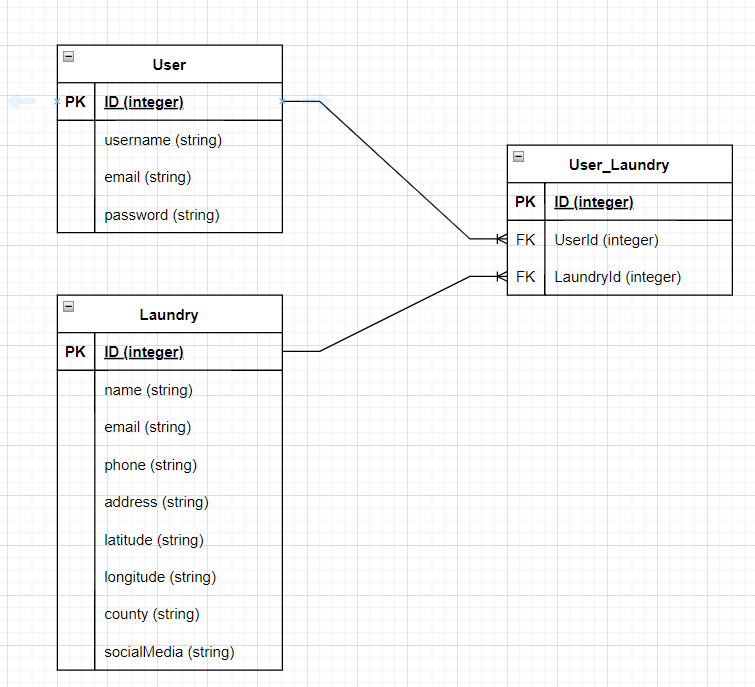 User
PK ID (integer)
username (string)
email (string)
password (string)
User_Laundry
PK ID (integer)
FK UserId (integer)
FK LaundryId (integer)
Laundry
PK ID (integer)
name (string)
email (string)
phone (string)
address (string)
latitude (string)
longitude (string)
county (string)
socialMedia (string)